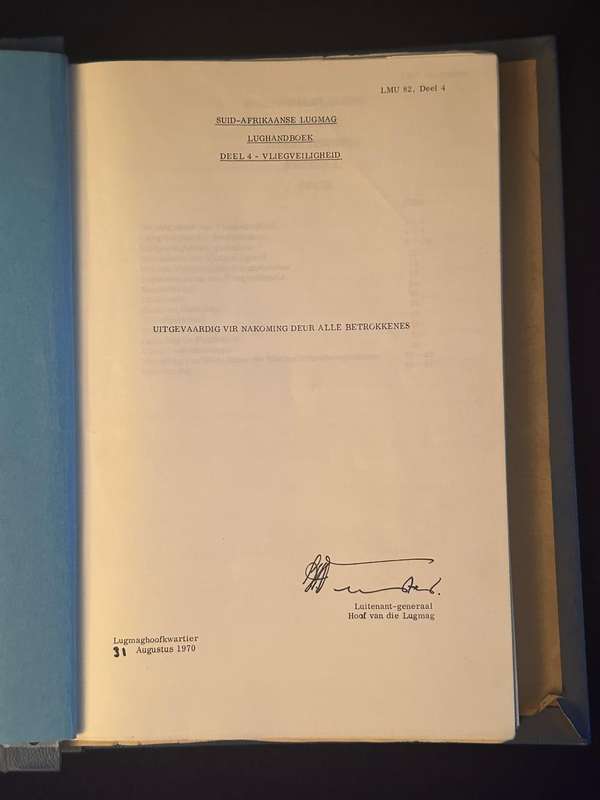 LMU 82, Deel 4
SUID-AFRIKAANSE LUGMAG
LUGHANDBOEK
DEEL 4 - VLIEGVEILIGHEID
UITGEVAARDIG VIR NAKOMING DEUR ALLE BETROKKENES
Luitenant-generaal
Hoof van die Lugmag
Lugmaghoofkwartier
31 Augustus 1970